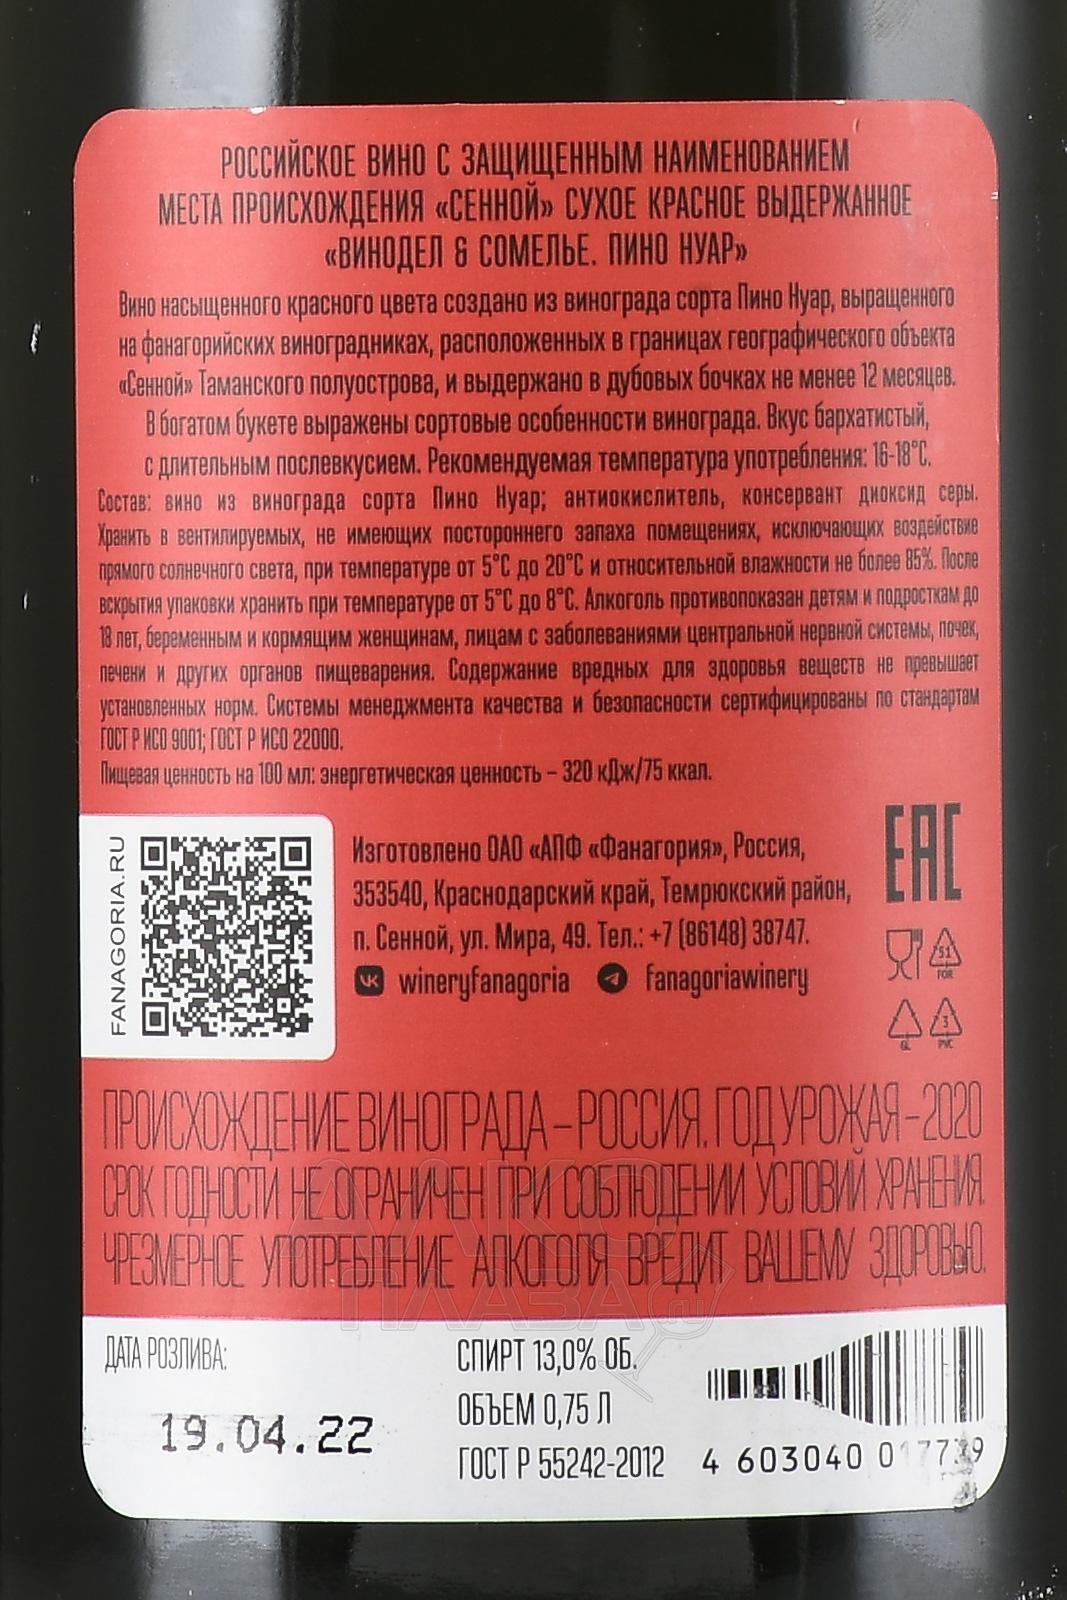 РОССИЙСКОЕ ВИНО С ЗАЩИЩЕННЫМ НАИМЕНОВАНИЕМ
МЕСТА ПРОИСХОЖДЕНИЯ «СЕННОЙ» СУХОЕ КРАСНОЕ ВЫДЕРЖАННОЕ
«ВИНОДЕЛ & СОМЕЛЬЕ. ПИНО НУАР»
Вино насыщенного красного цвета создано из винограда сорта Пино Нуар, выращенного
на фанагорийских виноградниках, расположенных в границах географического объекта
«Сенной» Таманского полуострова, и выдержано в дубовых бочках не менее 12 месяцев.
В богатом букете выражены сортовые особенности винограда. Вкус бархатистый,
с длительным послевкусием. Рекомендуемая температура употребления: 16-18°С.
Состав: вино из винограда сорта Пино Нуар; антиокислитель, консервант диоксид серы.
Хранить в вентилируемых, не имеющих постороннего запаха помещениях, исключающих воздействие
прямого солнечного света, при температуре от 5°С до 20°С и относительной влажности не более 85%. После
вскрытия упаковки хранить при температуре от 5°С до 8°С. Алкоголь противопоказан детям и подросткам до
18 лет, беременным и кормящим женщинам, лицам с заболеваниями центральной нервной системы, почек,
печени и других органов пищеварения. Содержание вредных для здоровья веществ не превышает
установленных норм. Системы менеджмента качества и безопасности сертифицированы по стандартам
ГОСТ Р ИСО 9001; ГОСТ Р ИСО 22000.
Пищевая ценность на 100 мл: энергетическая ценность – 320 кДж/75 ккал.
FANAGORIA.RU
Изготовлено ОАО «АПФ «Фанагория», Россия,
353540, Краснодарский край, Темрюкский район,
п. Сенной, ул. Мира, 49. Тел.: +7 (86148) 38747.
wineryfanagoria fanagoriawinery
EAC
51
FOR
GL
3
PVC
ПРОИСХОЖДЕНИЕ ВИНОГРАДА – РОССИЯ. ГОД УРОЖАЯ – 2020
СРОК ГОДНОСТИ НЕ ОГРАНИЧЕН ПРИ СОБЛЮДЕНИИ УСЛОВИЙ ХРАНЕНИЯ.
ЧРЕЗМЕРНОЕ УПОТРЕБЛЕНИЕ АЛКОГОЛЯ ВРЕДИТ ВАШЕМУ ЗДОРОВЬЮ.
АЛКО
ПЛАЗА.ru
ДАТА РОЗЛИВА:
19.04.22
СПИРТ 13,0% ОБ.
ОБЪЕМ 0,75 Л
ГОСТ Р 55242-2012
4 603040